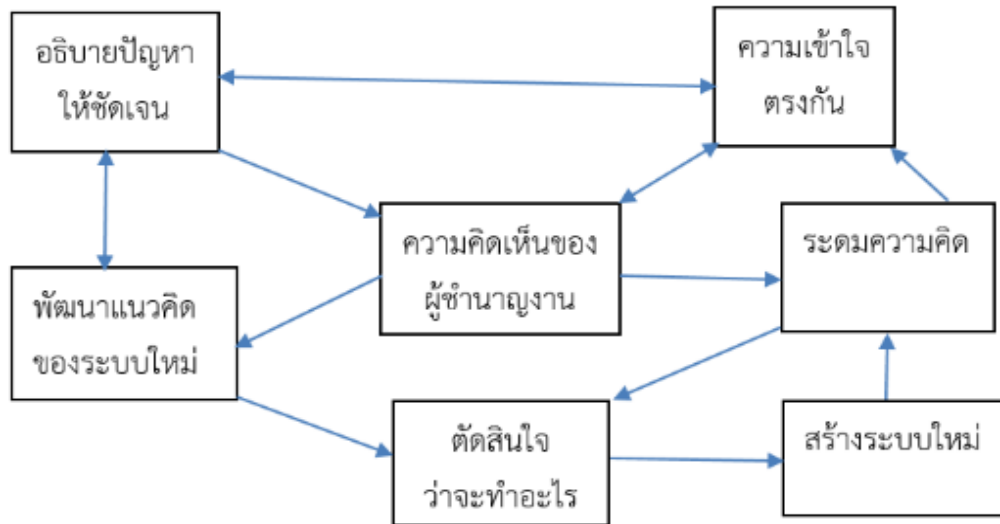 อธิบายปัญหา
ให้ชัดเจน
ความเข้าใจ
ตรงกัน
ความคิดเห็นของ
ผู้ชำนาญงาน
ระดมความคิด
พัฒนาแนวคิด
ของระบบใหม่
ตัดสินใจ
ว่าจะทำอะไร
สร้างระบบใหม่